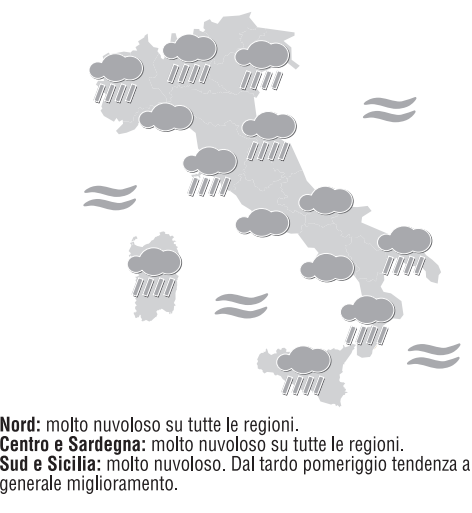 Nord: molto nuvoloso su tutte le regioni.
Centro e Sardegna: molto nuvoloso su tutte le regioni.
Sud e Sicilia: molto nuvoloso. Dal tardo pomeriggio tendenza a
generale miglioramento.